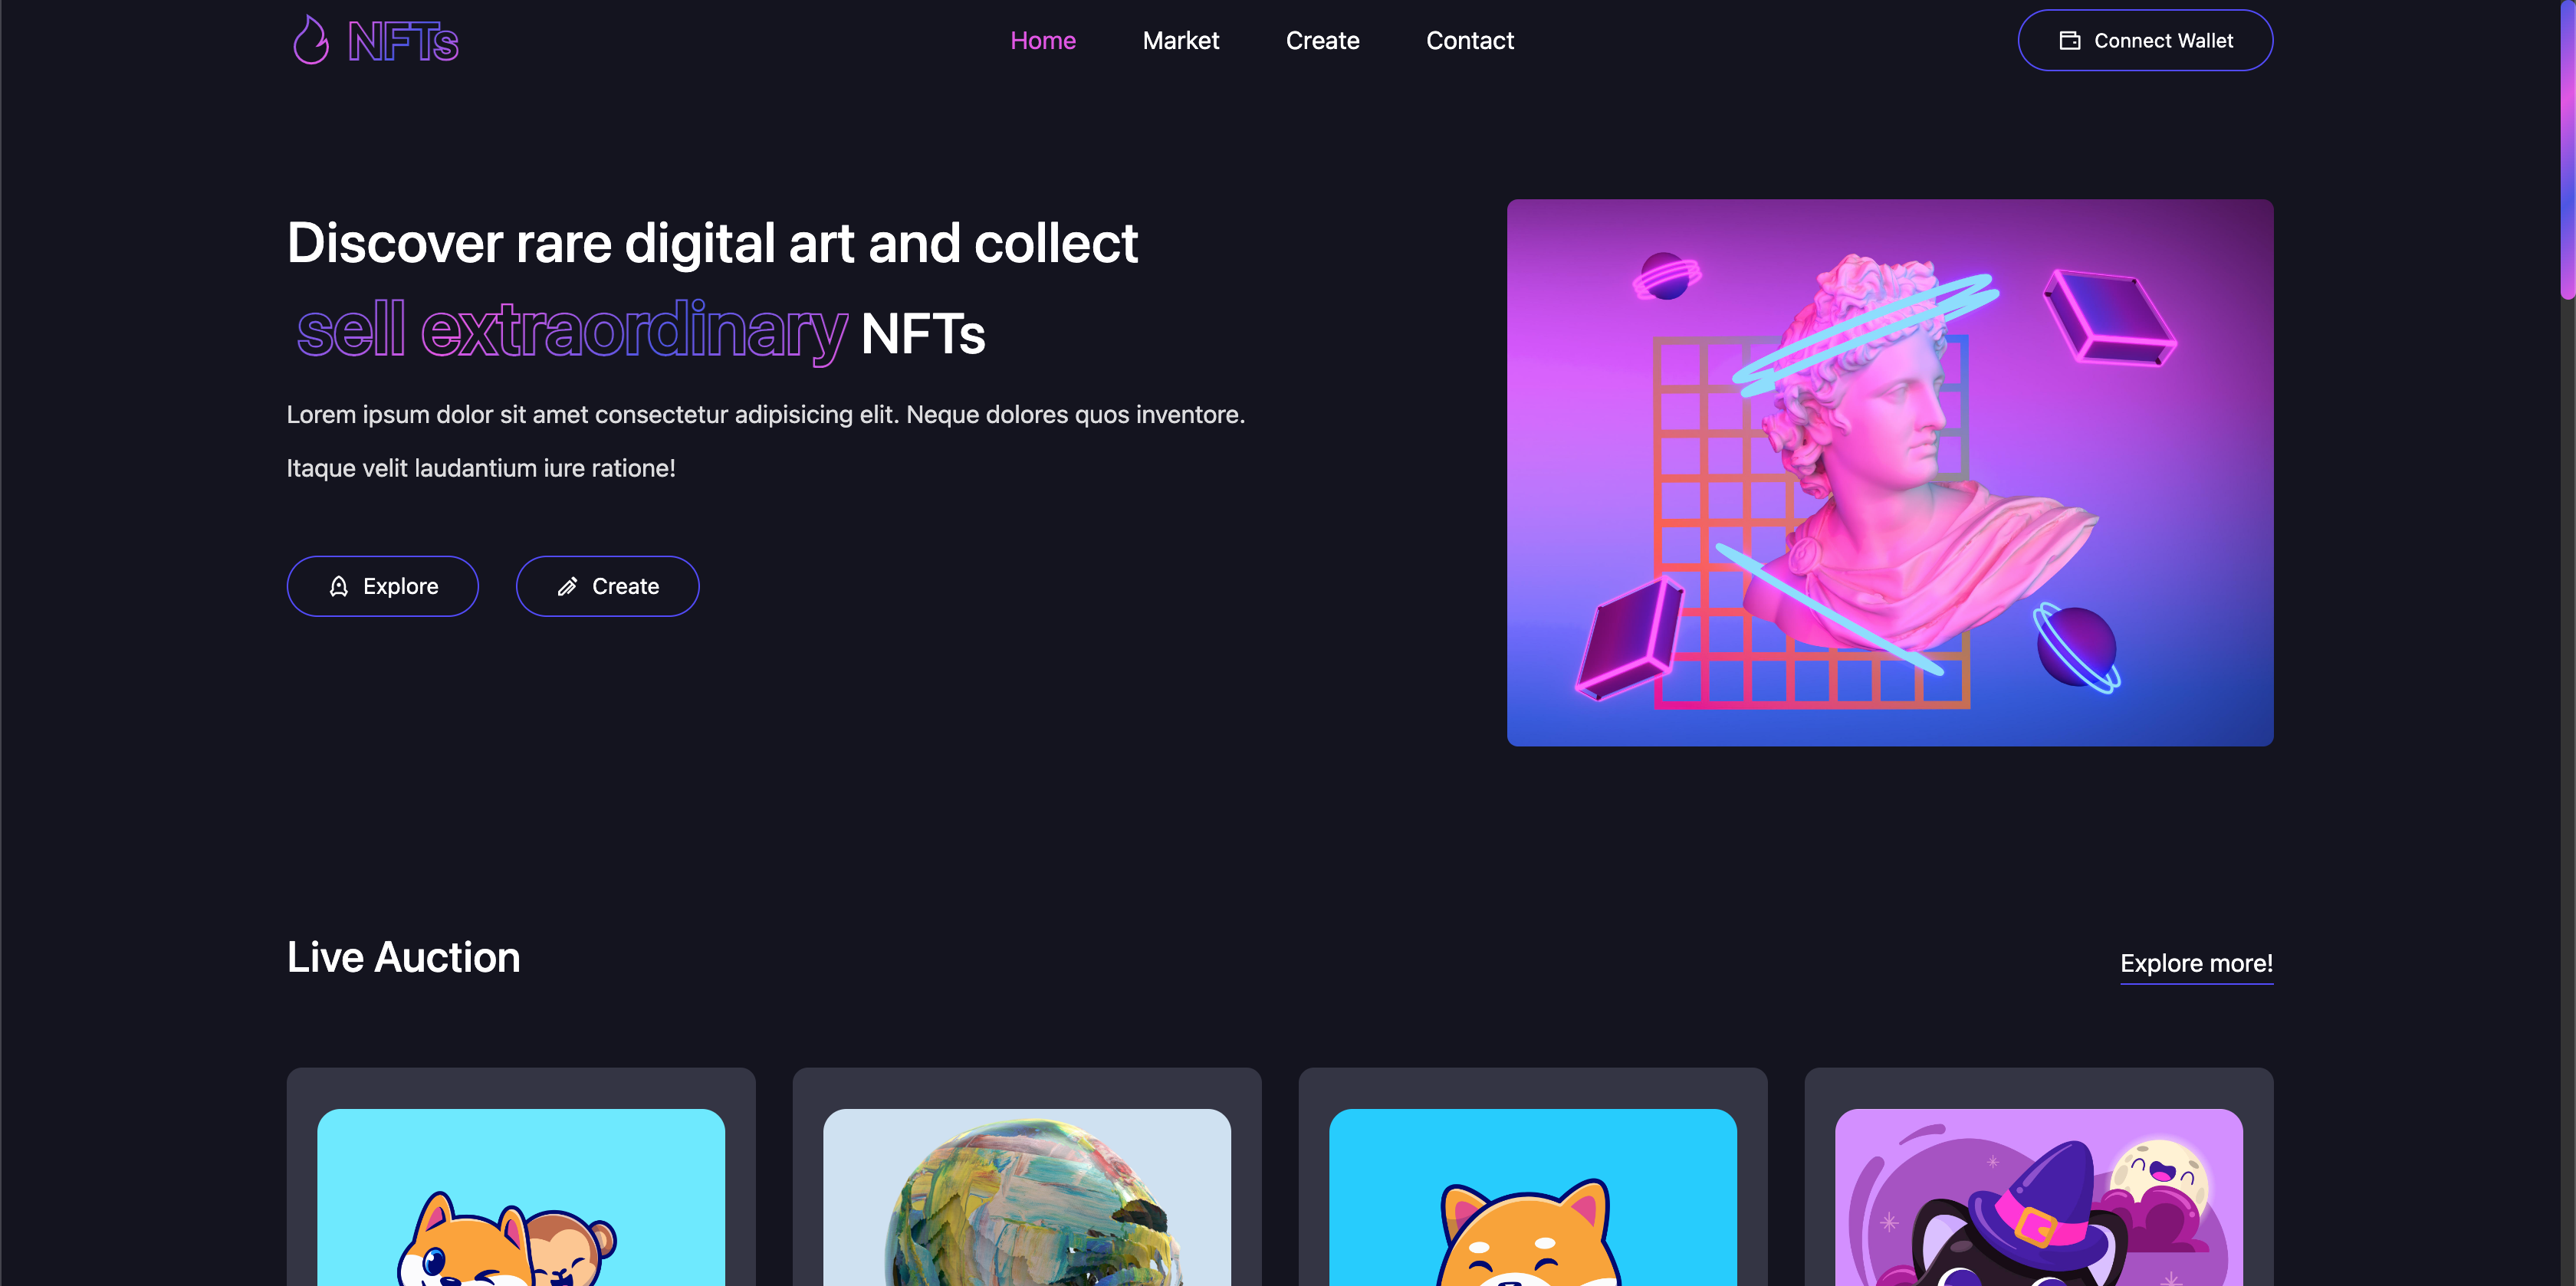 NFTs
Home
Market
Create
Contact
Connect Wallet
Discover rare digital art and collect
sell extraordinary NFTs
Lorem ipsum dolor sit amet consectetur adipisicing elit. Neque dolores quos inventore.
Itaque velit laudantium iure ratione!
Explore
Create
Live Auction
Explore more!